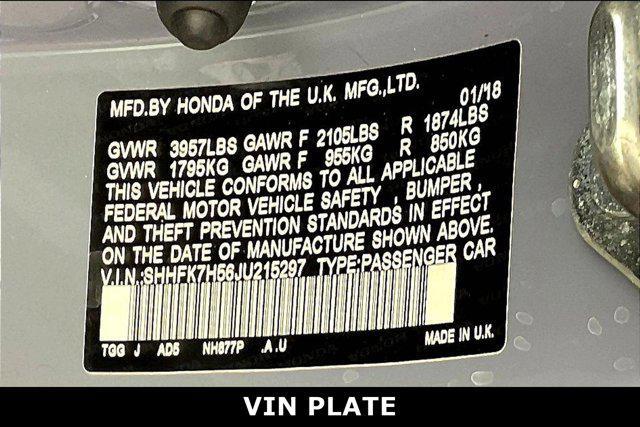 MFD.BY HONDA OF THE U.K. MFG.,LTD.
01/'18
GVWR 3957LBS GAWR F 2105LBS R 1874LBS
GVWR 1795KG GAWR F 955KG R 850KG
THIS VEHICLE CONFORMS TO ALL APPLICABLE
FEDERAL MOTOR VEHICLE SAFETY , BUMPER ,
AND THEFT PREVENTION STANDARDS IN EFFECT
ON THE DATE OF MANUFACTURE SHOWN ABOVE.
V.I.N.:SHHFK7H56JU215297 TYPE:PASSENGER CAR
TGG J AD5 NH877P .A.U MADE IN U.K.
VIN PLATE